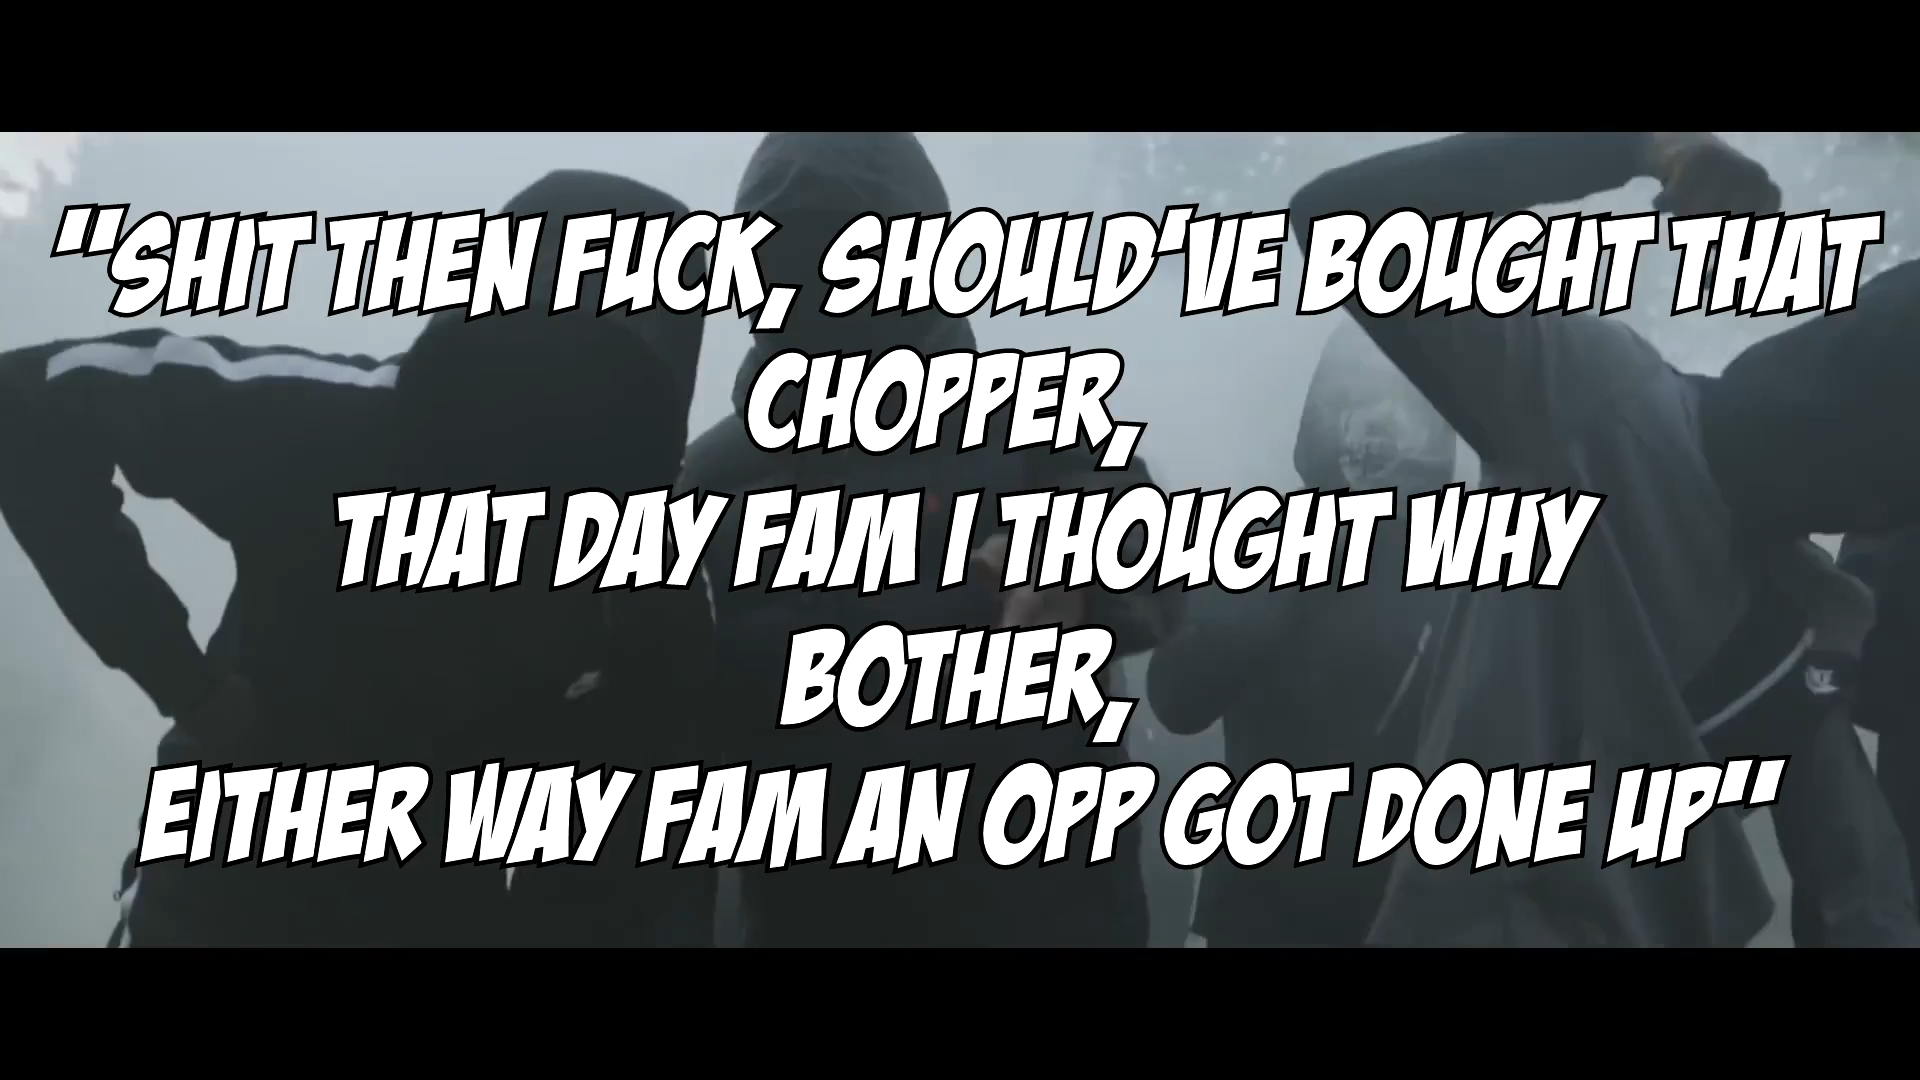 "SHIT THEN FUCK, SHOULD'VE BOUGHT THAT
CHOPPER,
THAT DAY FAM I THOUGHT WHY
BOTHER,
EITHER WAY FAM AN OPP GOT DONE UP"